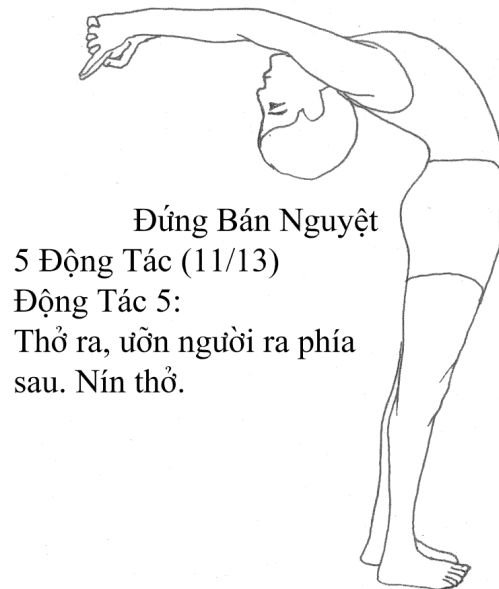 Đứng Bán Nguyệt
5 Động Tác (11/13)
Động Tác 5:
Thở ra, ưỡn người ra phía
sau. Nín thở.